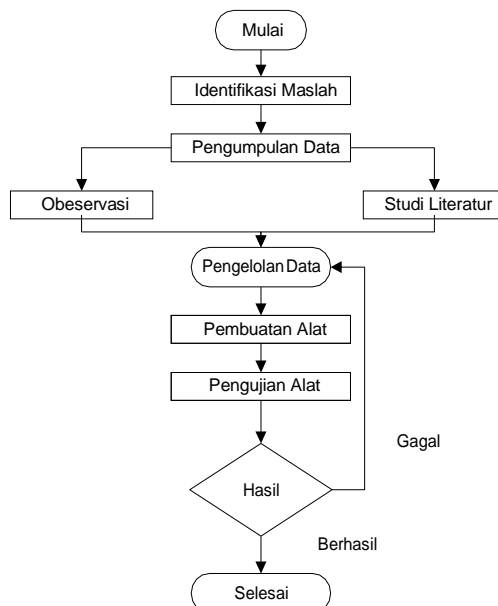 Mulai
Identifikasi Maslah
Pengumpulan Data
Obeservasi
Studi Literatur
Pengelolan Data
Pembuatan Alat
Pengujian Alat
Gagal
Hasil
Berhasil
Selesai